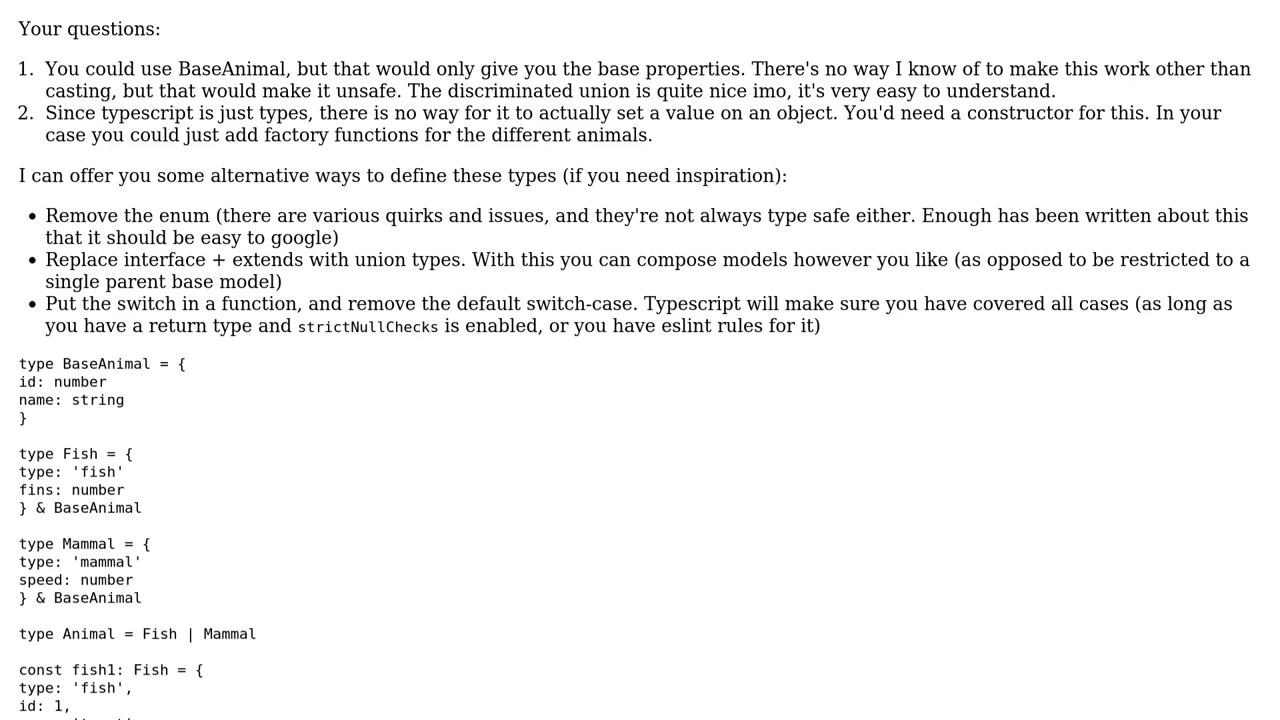 Your questions:
1. You could use BaseAnimal, but that would only give you the base properties. There's no way I know of to make this work other than
casting, but that would make it unsafe. The discriminated union is quite nice imo, it's very easy to understand.
2. Since typescript is just types, there is no way for it to actually set a value on an object. You'd need a constructor for this. In your
case you could just add factory functions for the different animals.
I can offer you some alternative ways to define these types (if you need inspiration):
• Remove the enum (there are various quirks and issues, and they're not always type safe either. Enough has been written about this
that it should be easy to google)
• Replace interface + extends with union types. With this you can compose models however you like (as opposed to be restricted to a
single parent base model)
• Put the switch in a function, and remove the default switch-case. Typescript will make sure you have covered all cases (as long as
you have a return type and strictNullChecks is enabled, or you have eslint rules for it)
type BaseAnimal = {
id: number
name: string
}
type Fish = {
type: 'fish'
fins: number
} & BaseAnimal
type Mammal = {
type: 'mammal'
speed: number
} & BaseAnimal
type Animal = Fish | Mammal
const fish1: Fish = {
type: 'fish',
id: 1,